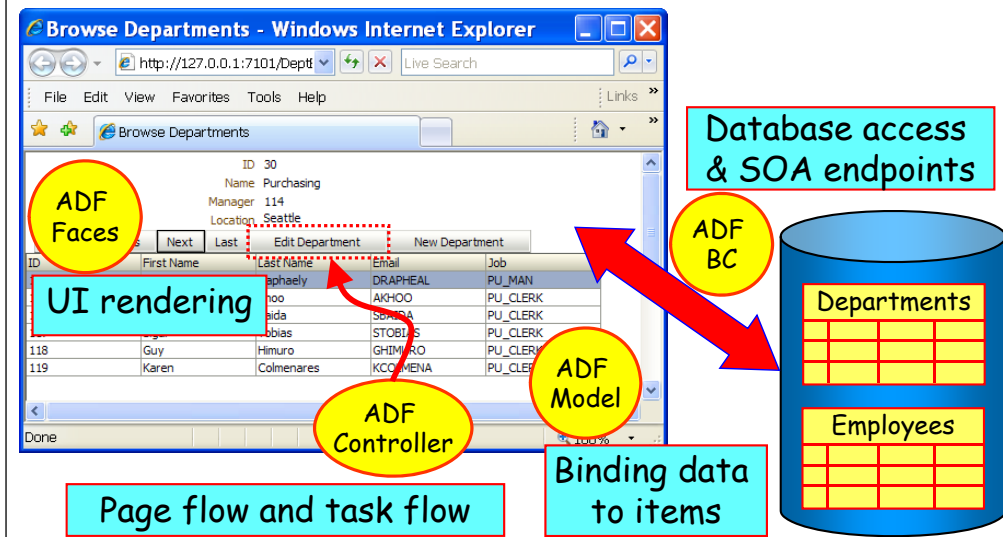 Browse Departments - Windows Internet Explorer
http://127.0.0.1:7101/Dept
Live Search
File Edit View Favorites Tools Help
Links »
Browse Departments
»
Database access
& SOA endpoints
ID 30
Name Purchasing
Manager 114
Location Seattle
ADF
Faces
Next Last Edit Department New Department
ADF
BC
ID First Name Last Name Email Job
DRAPHEAL PU_MAN
AKHOO PU_CLERK
PU_CLERK
STOBIAS PU_CLERK
118 Guy Himuro GHIMURO
119 Karen Colmenares
UI rendering
Departments
Employees
ADF
Model
ADF
Controller
Done
100%
Page flow and task flow
Binding data
to items